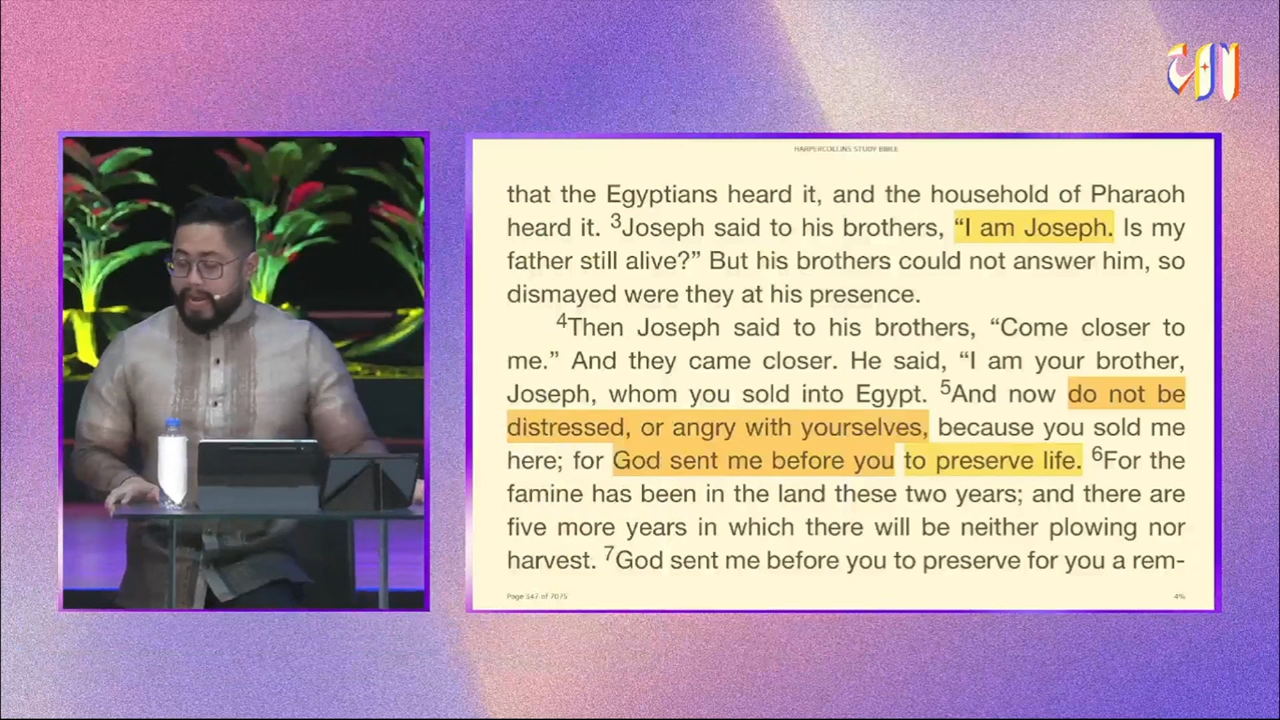 HARPERCOLLINS STUDY BIBLE
that the Egyptians heard it, and the household of Pharaoh
heard it. ³Joseph said to his brothers, “I am Joseph. Is my
father still alive?” But his brothers could not answer him, so
dismayed were they at his presence.
⁴Then Joseph said to his brothers, “Come closer to
me.” And they came closer. He said, “I am your brother,
Joseph, whom you sold into Egypt. ⁵And now do not be
distressed, or angry with yourselves, because you sold me
here; for God sent me before you to preserve life. ⁶For the
famine has been in the land these two years; and there are
five more years in which there will be neither plowing nor
harvest. ⁷God sent me before you to preserve for you a rem-
Page 347 of 7075
4%